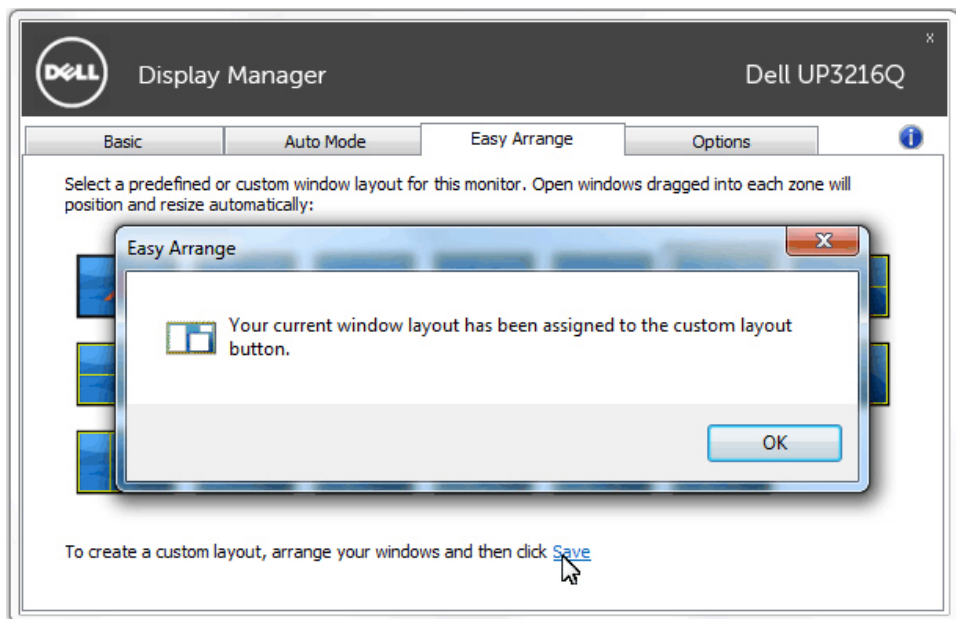 x
DELL
Display Manager
Dell UP3216Q
Basic
Auto Mode
Easy Arrange
Options
i
Select a predefined or custom window layout for this monitor. Open windows dragged into each zone will
position and resize automatically:
Easy Arrange
x
Your current window layout has been assigned to the custom layout
button.
OK
To create a custom layout, arrange your windows and then click Save